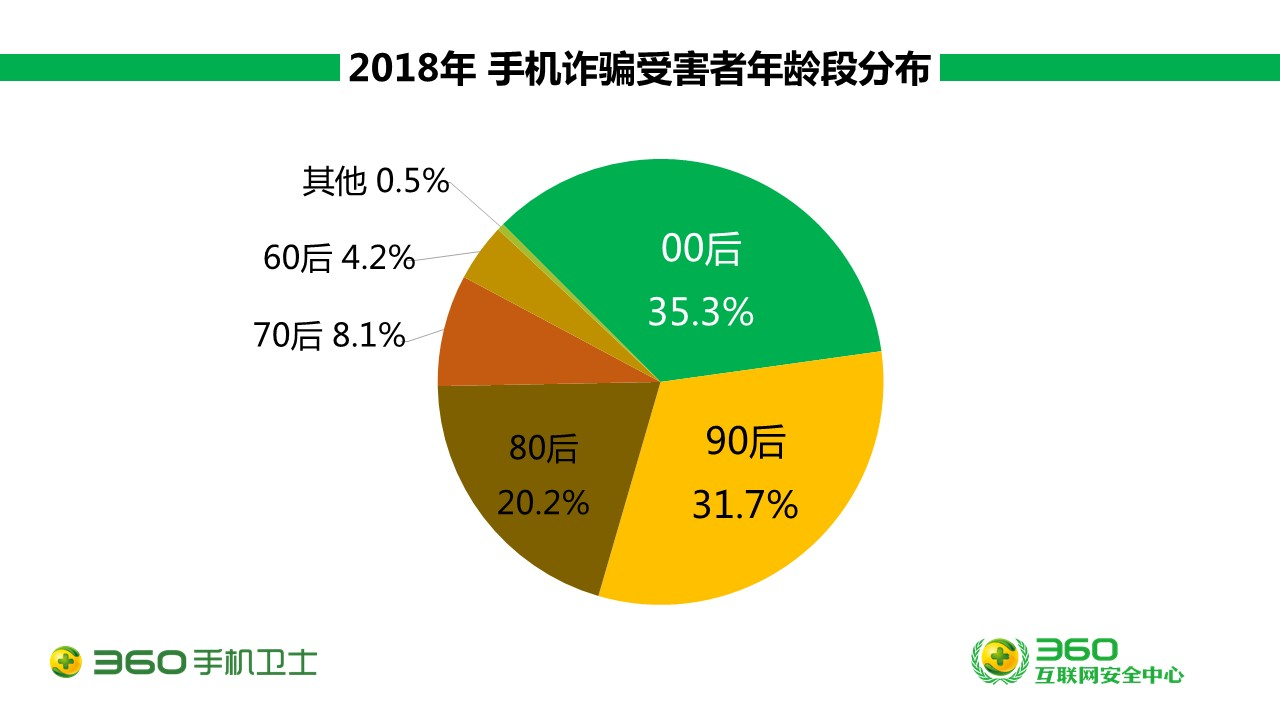 2018年 手机诈骗受害者年龄段分布
其他 0.5%
00后
35.3%
60后 4.2%
70后 8.1%
90后
31.7%
80后
20.2%
360手机卫士
360
互联网安全中心